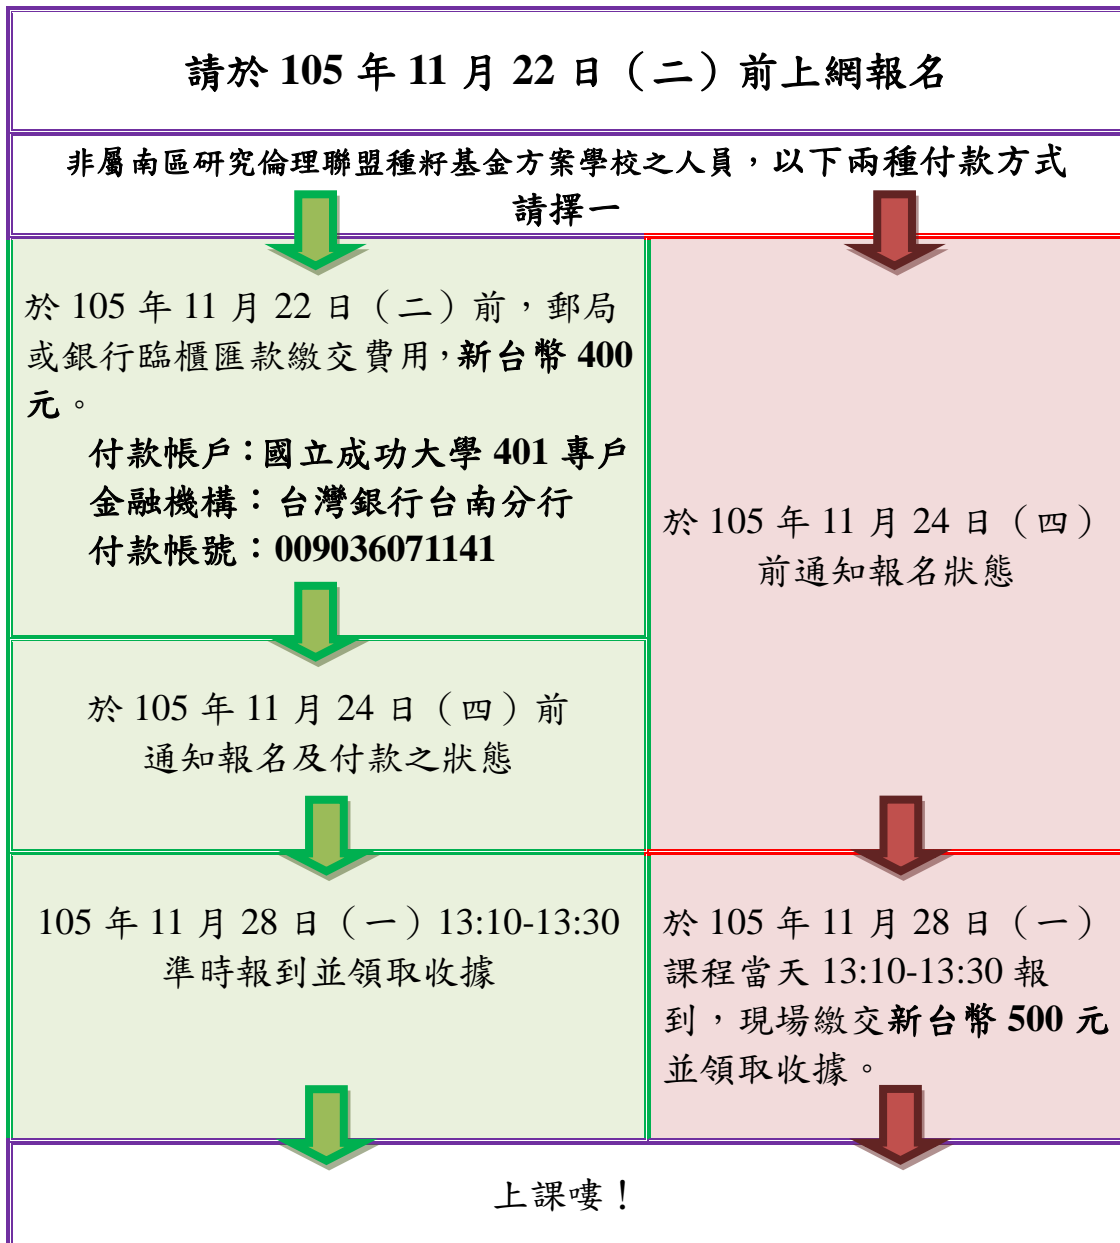 請於 105 年 11 月 22 日（二）前上網報名
非屬南區研究倫理聯盟種籽基金方案學校之人員，以下兩種付款方式
請擇一
於 105 年 11 月 22 日（二）前，郵局
或銀行臨櫃匯款繳交費用，新台幣 400
元。
付款帳戶：國立成功大學 401 專戶
金融機構：台灣銀行台南分行
付款帳號：009036071141
於 105 年 11 月 24 日（四）前
通知報名及付款之狀態
105 年 11 月 28 日（一）13:10-13:30
準時報到並領取收據
於 105 年 11 月 24 日（四）
前通知報名狀態
於 105 年 11 月 28 日（一）
課程當天 13:10-13:30 報
到，現場繳交新台幣 500 元
並領取收據。
上課嘍！